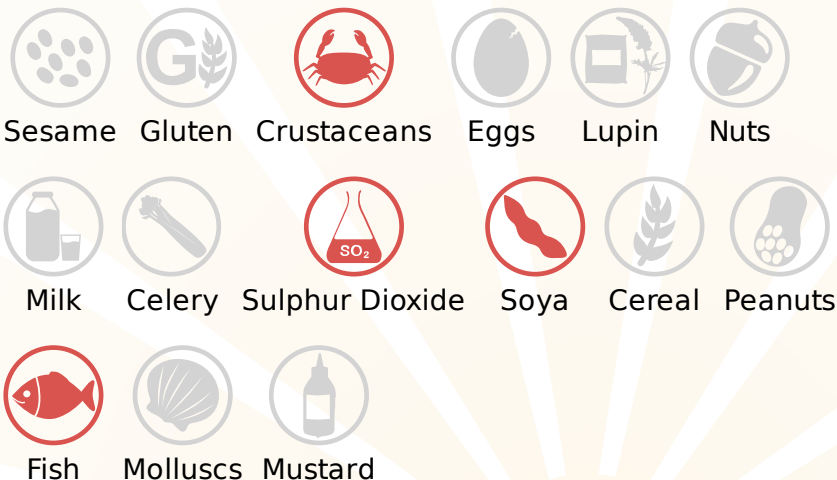 G
Sesame Gluten Crustaceans Eggs Lupin Nuts
SO₂
Milk Celery Sulphur Dioxide Soya Cereal Peanuts
Fish Molluscs Mustard